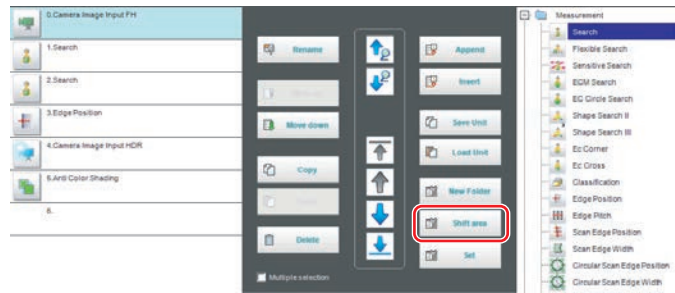 0.Camera Image Input FH
1.Search
2.Search
3.Edge Position
4.Camera Image Input HDR
5.Anti Color Shading
6.
Rename
Move down
Copy
Delete
Multiple selection
Append
Insert
Save Unit
Load Unit
New Folder
Shift area
Set
Measurement
Search
Flexible Search
Sensitive Search
ECM Search
EC Circle Search
Shape Search II
Shape Search III
Ec Corner
Ec Cross
Classification
Edge Position
Edge Pitch
Scan Edge Position
Scan Edge Width
Circular Scan Edge Position
Circular Scan Edge Width